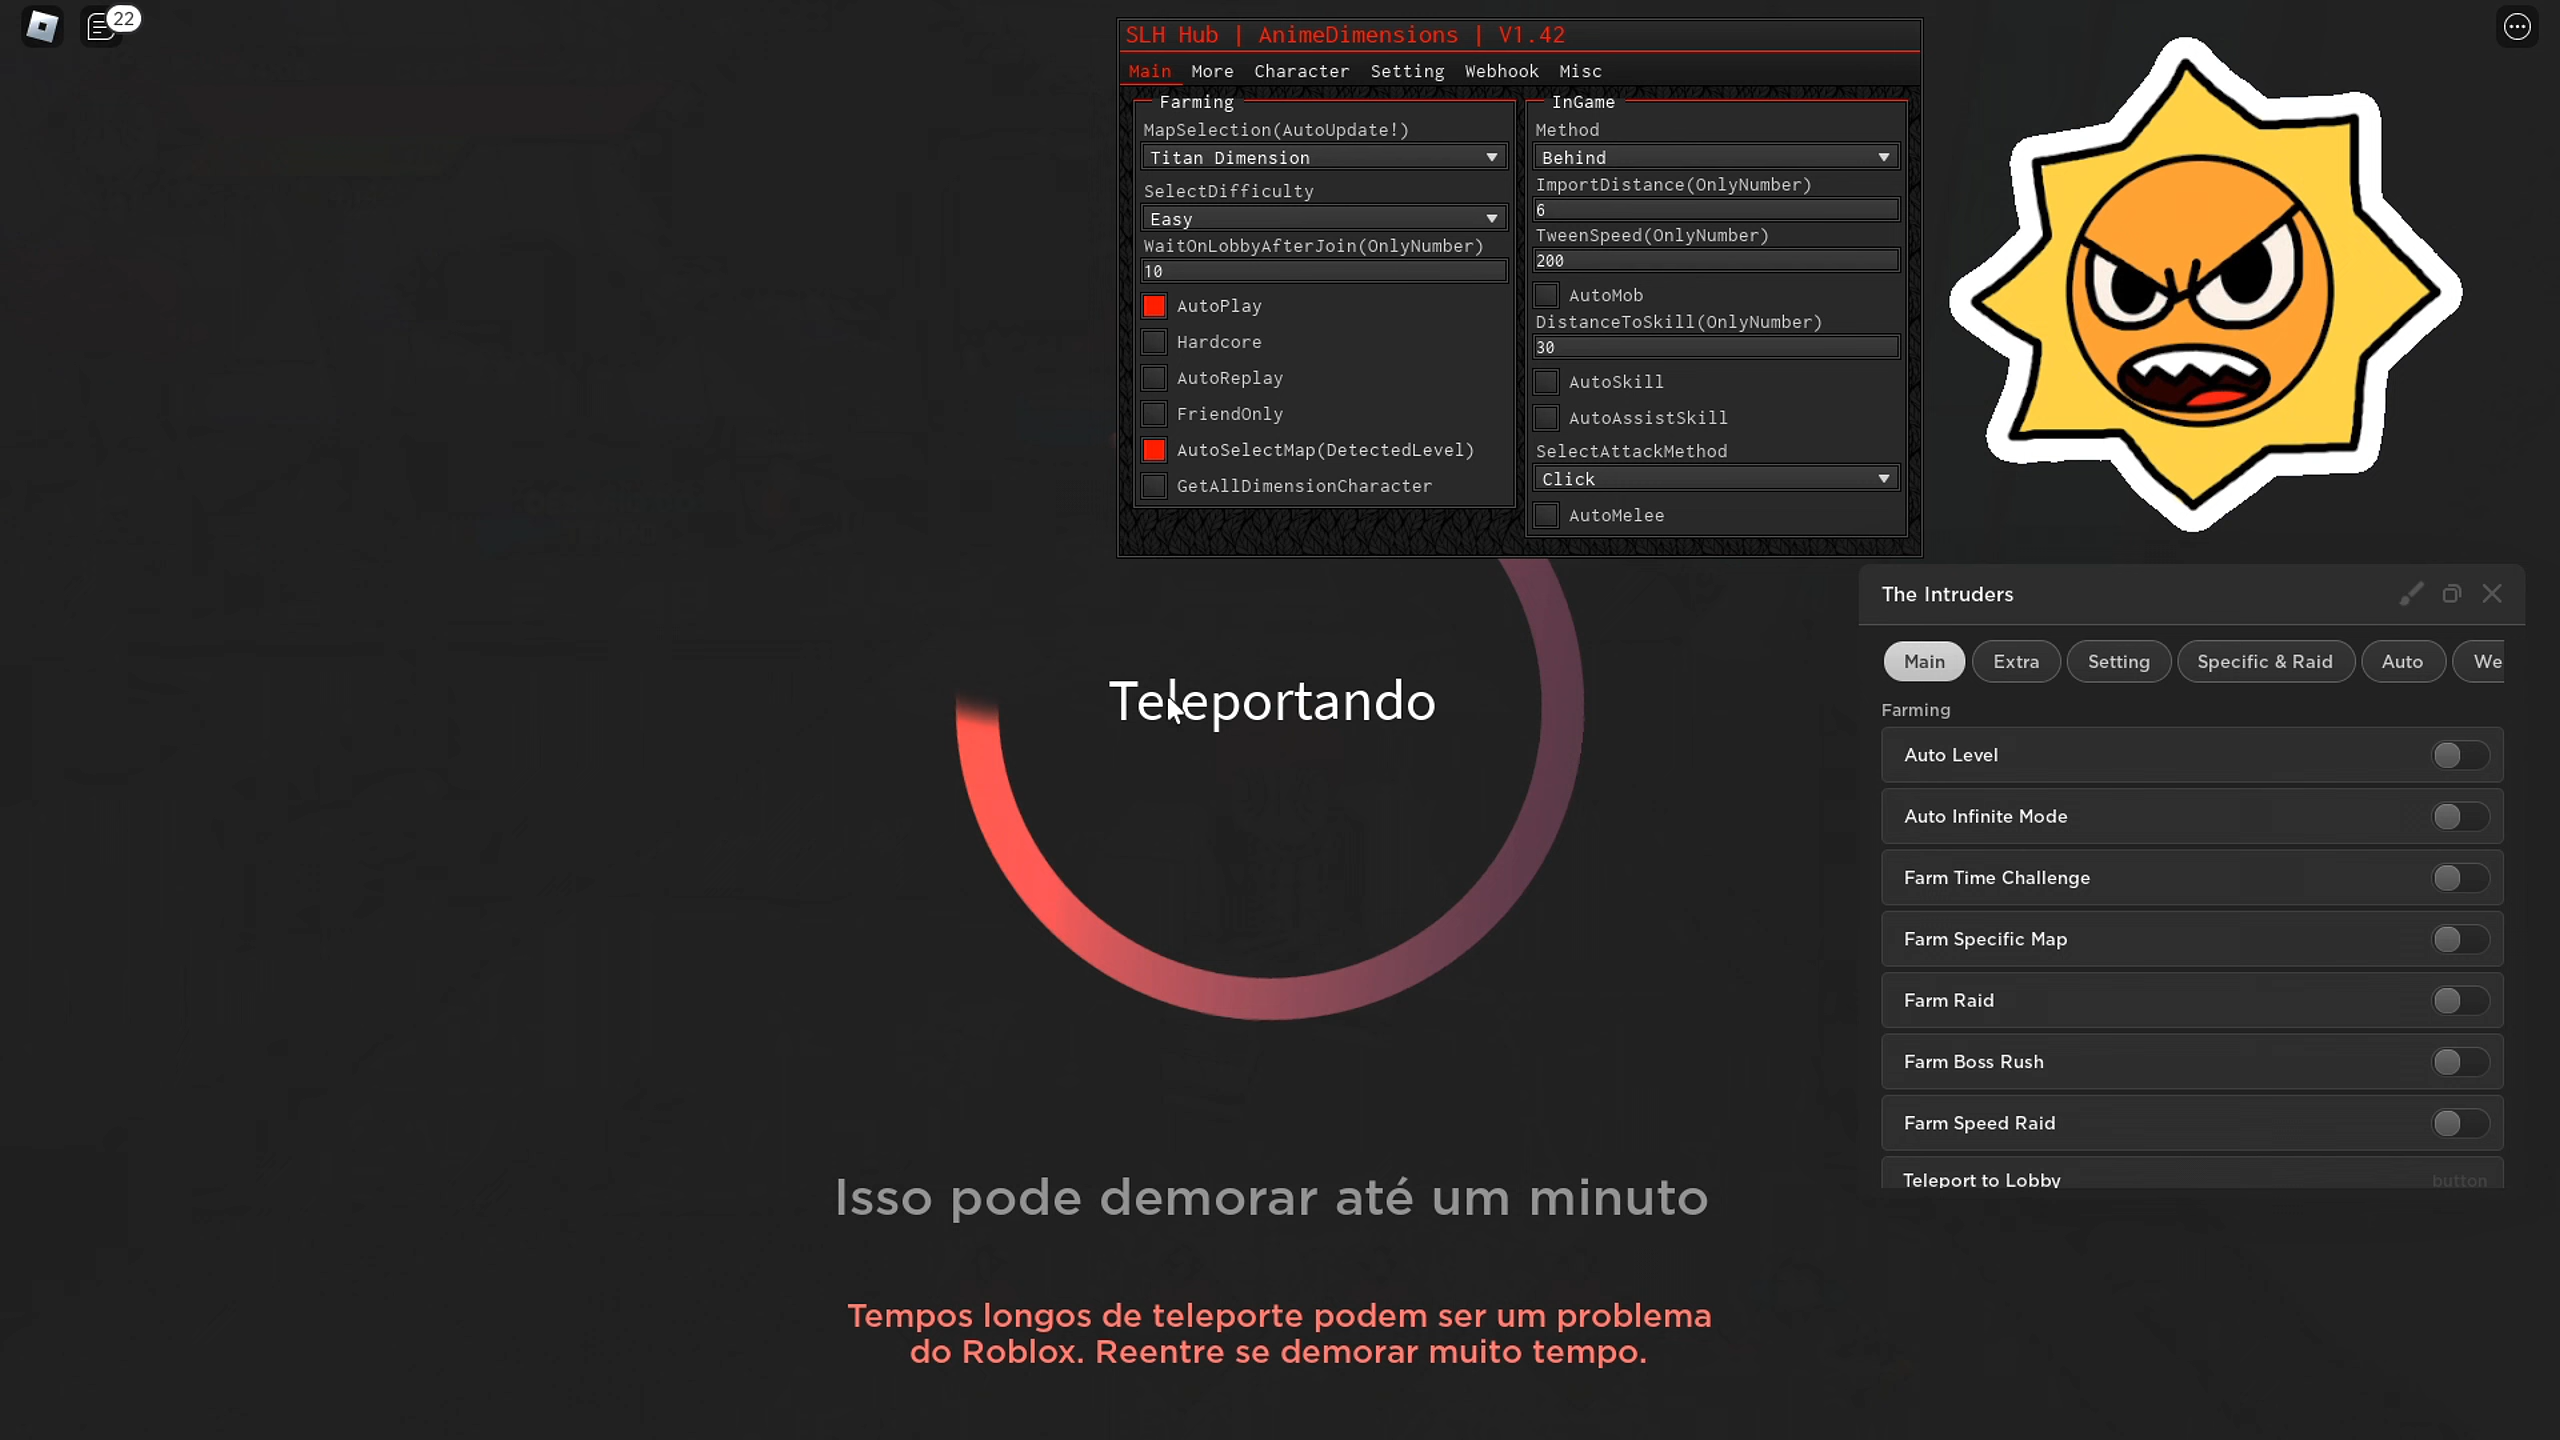 22
SLH Hub | AnimeDimensions | V1.42
Main More Character Setting Webhook Misc
Farming
MapSelection(AutoUpdate!)
Titan Dimension
SelectDifficulty
Easy
WaitOnLobbyAfterJoin(OnlyNumber)
10
AutoPlay
Hardcore
AutoReplay
FriendOnly
AutoSelectMap(DetectedLevel)
GetAllDimensionCharacter
InGame
Method
Behind
ImportDistance(OnlyNumber)
6
TweenSpeed(OnlyNumber)
200
AutoMob
DistanceToSkill(OnlyNumber)
30
AutoSkill
AutoAssistSkill
SelectAttackMethod
Click
AutoMelee
Teleportando
Isso pode demorar até um minuto
Tempos longos de teleporte podem ser um problema
do Roblox. Reentre se demorar muito tempo.
The Intruders
Main Extra Setting Specific & Raid Auto We
Farming
Auto Level
Auto Infinite Mode
Farm Time Challenge
Farm Specific Map
Farm Raid
Farm Boss Rush
Farm Speed Raid
Teleport to Lobby button